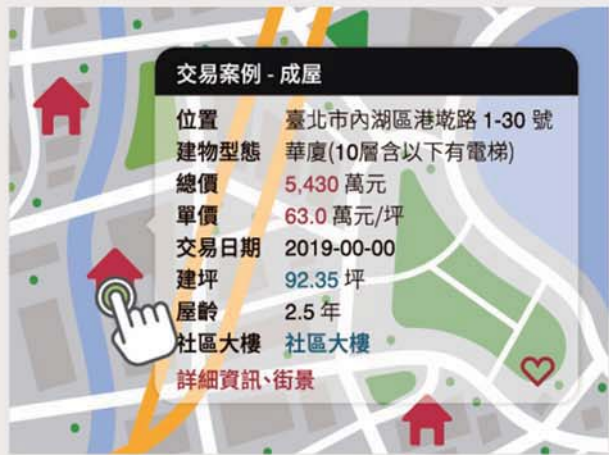 交易案例 - 成屋
位置 臺北市內湖區港墘路 1-30 號
建物型態 華廈(10層含以下有電梯)
總價 5,430 萬元
單價 63.0 萬元/坪
交易日期 2019-00-00
建坪 92.35 坪
屋齡 2.5 年
社區大樓 社區大樓
詳細資訊、街景